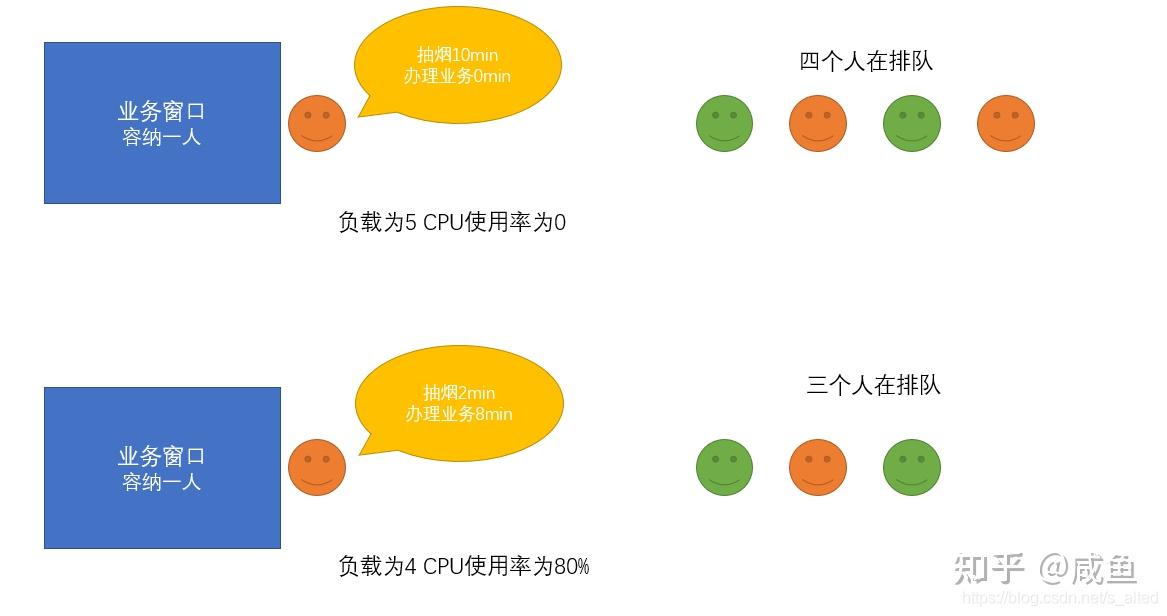 抽烟10min
办理业务0min
四个人在排队
业务窗口
容纳一人
负载为5 CPU使用率为0
抽烟2min
办理业务8min
三个人在排队
业务窗口
容纳一人
负载为4 CPU使用率为80%
知乎 @咸鱼
https://blog.csdn.net/s_alted